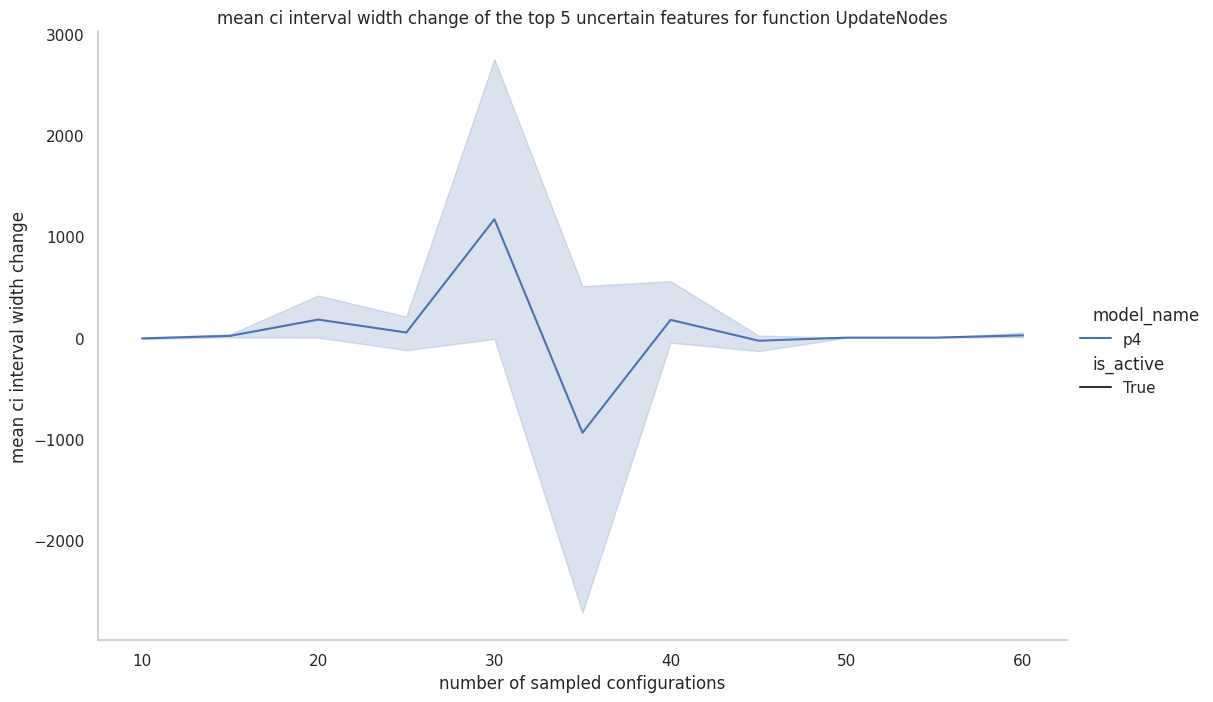 mean ci interval width change of the top 5 uncertain features for function UpdateNodes
3000
2000
1000
0
−1000
−2000
mean ci interval width change
10
20
30
40
50
60
number of sampled configurations
model_name
p4
is_active
True